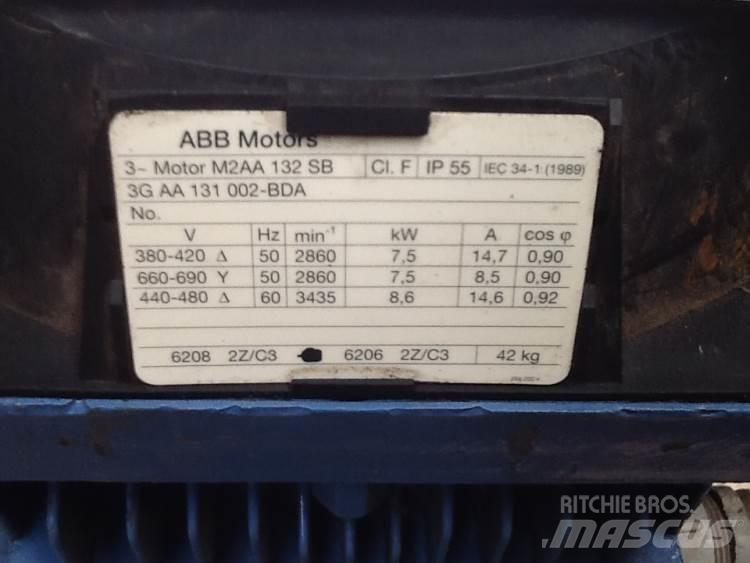 ABB Motors
3~ Motor M2AA 132 SB Cl. F IP 55 IEC 34-1 (1989)
3G AA 131 002-BDA
No.
V Hz min⁻¹ kW A cos φ
380-420 Δ 50 2860 7,5 14,7 0,90
660-690 Y 50 2860 7,5 8,5 0,90
440-480 Δ 60 3435 8,6 14,6 0,92
6208 2Z/C3 6206 2Z/C3 42 kg
RITCHIE BROS.
MASCUS